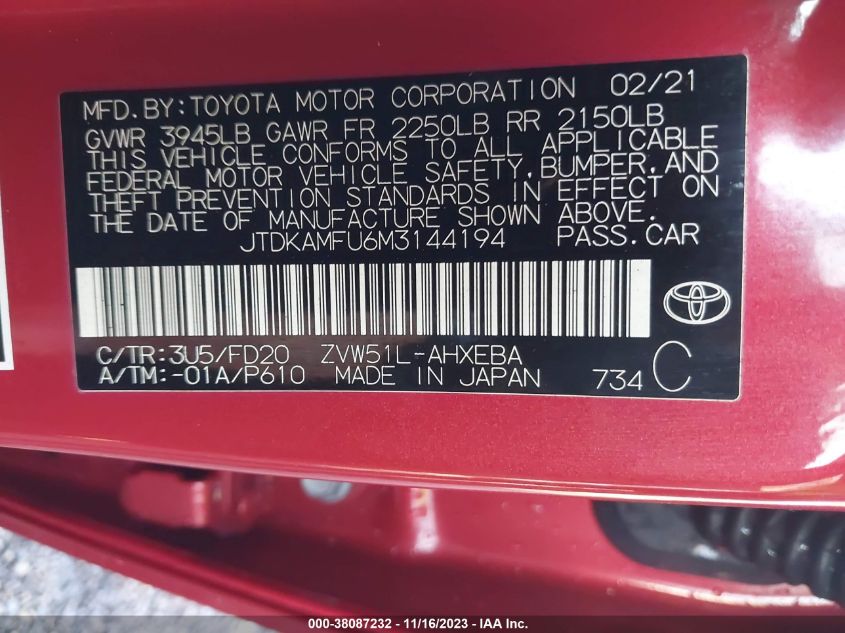 MFD.BY:TOYOTA MOTOR CORPORATION 02/21
GVWR 3945LB GAWR FR 2250LB RR 2150LB
THIS VEHICLE CONFORMS TO ALL APPLICABLE
FEDERAL MOTOR VEHICLE SAFETY,BUMPER,AND
THEFT PREVENTION STANDARDS IN EFFECT ON
THE DATE OF MANUFACTURE SHOWN ABOVE.
JTDKAMFU6M3144194 PASS.CAR
C/TR:3U5/FD20 ZVW51L-AHXEBA
A/TM:-01A/P610 MADE IN JAPAN 734 C
000-38087232 - 11/16/2023 - IAA Inc.